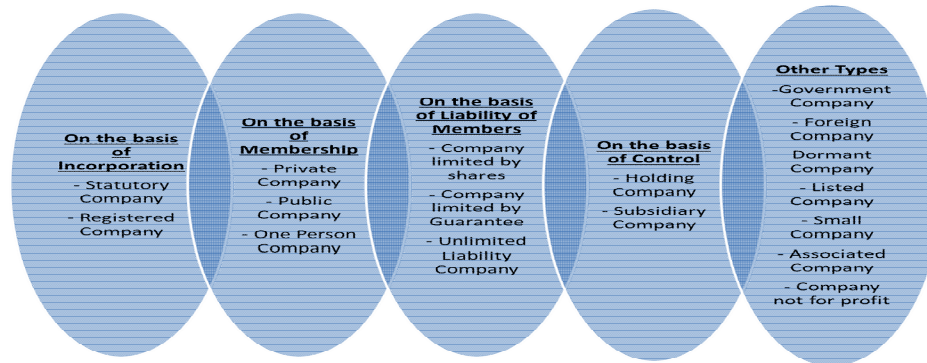 On the basis
of
Incorporation
- Statutory
Company
- Registered
Company
On the basis
of
Membership
- Private
Company
- Public
Company
- One Person
Company
On the basis
of Liability of
Members
- Company
limited by
shares
- Company
limited by
Guarantee
- Unlimited
Liability
Company
On the basis
of Control
- Holding
Company
- Subsidiary
Company
Other Types
-Government
Company
- Foreign
Company
Dormant
Company
- Listed
Company
- Small
Company
- Associated
Company
- Company
not for profit